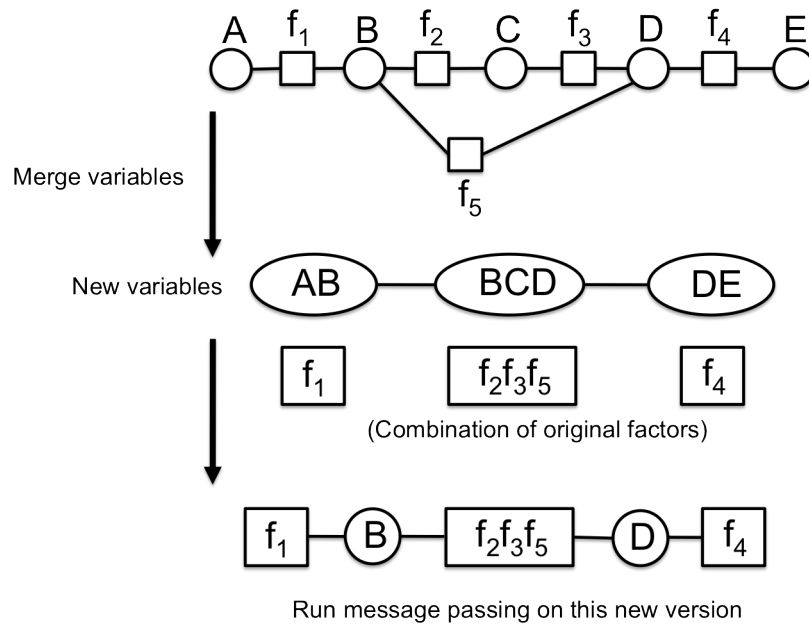 A f₁ B f₂ C f₃ D f₄ E
f₅
Merge variables
New variables AB BCD DE
f₁ f₂f₃f₅ f₄
(Combination of original factors)
f₁ B f₂f₃f₅ D f₄
Run message passing on this new version